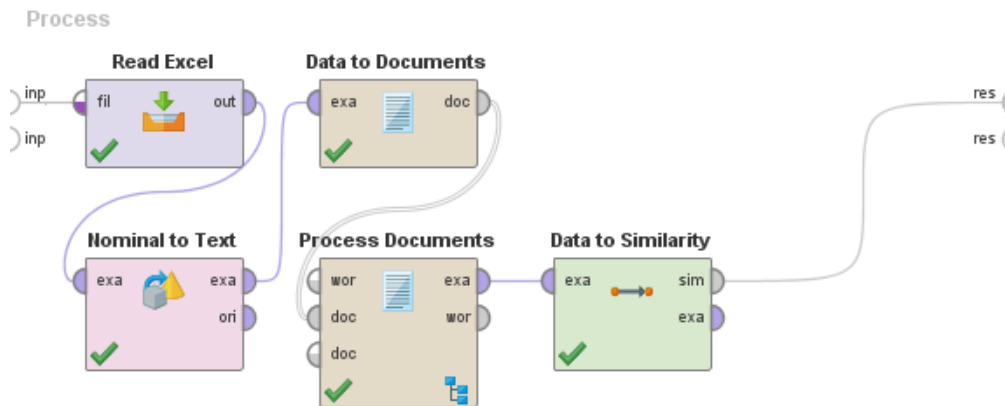 Process
Read Excel
Data to Documents
inp
fil
out
exa
doc
res
inp
res
Nominal to Text
Process Documents
Data to Similarity
exa
exa
ori
wor
exa
doc
wor
doc
exa
sim
exa